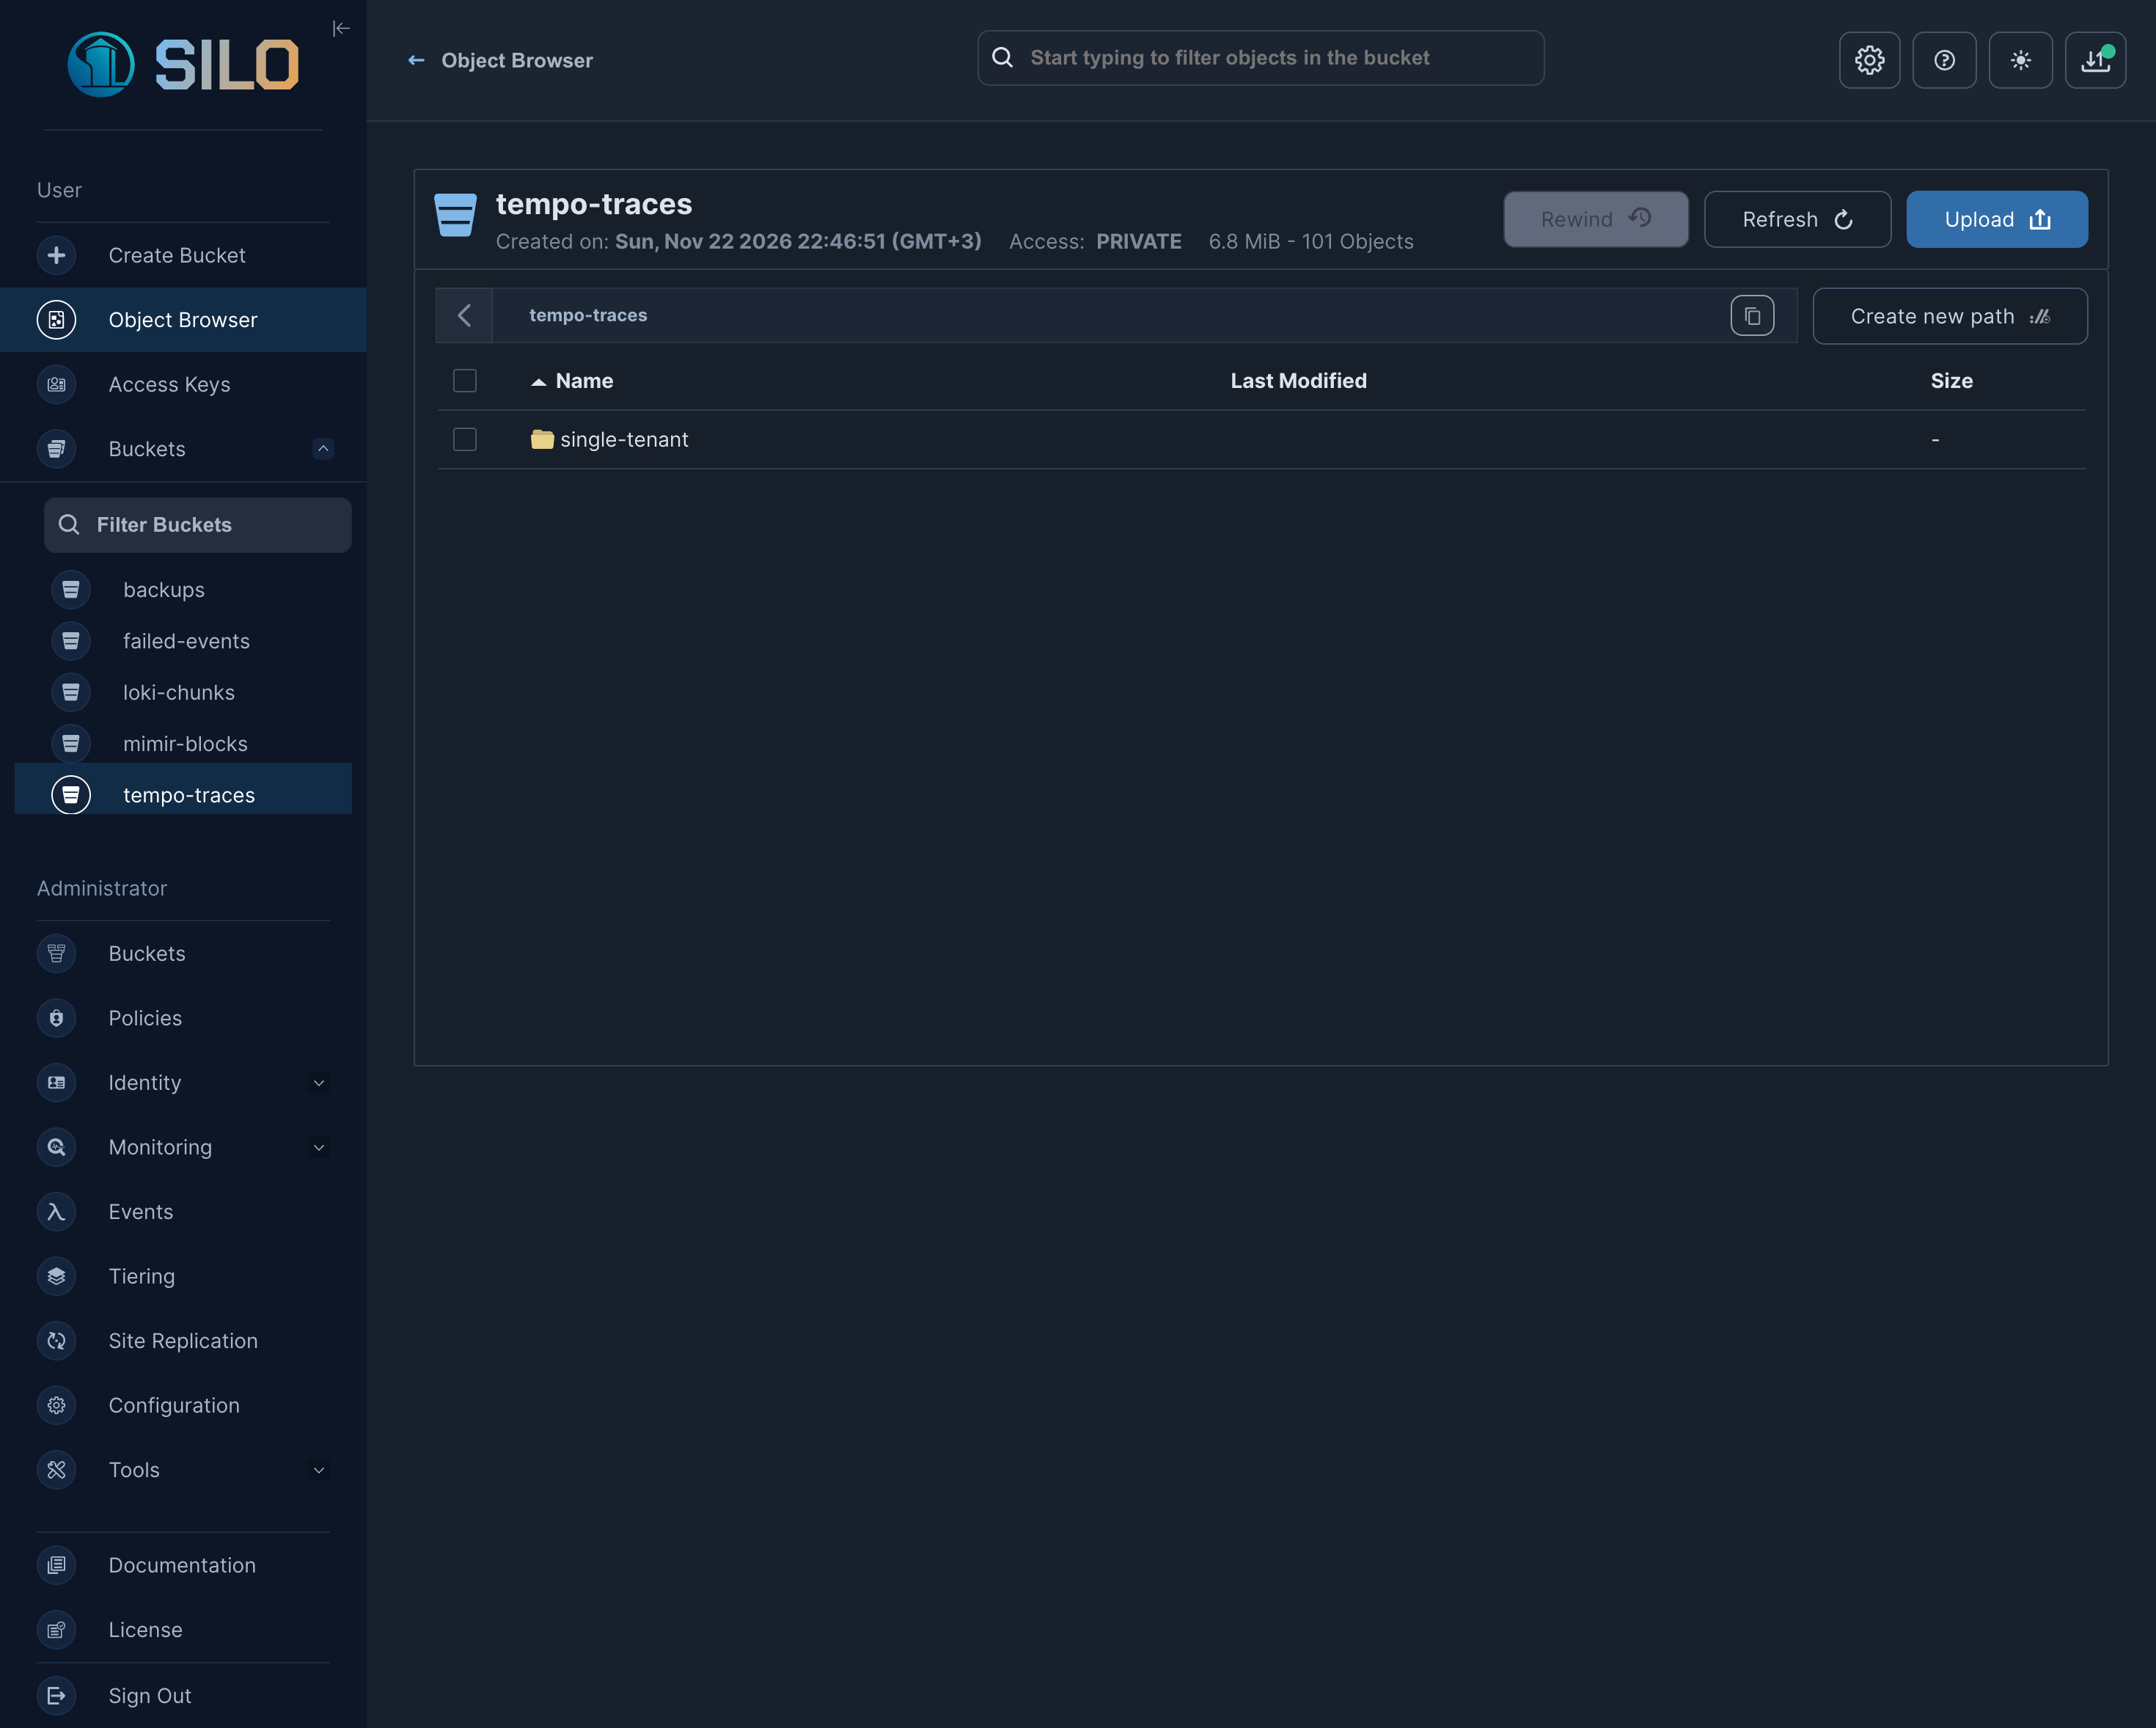 SILO
User
Create Bucket
Object Browser
Access Keys
Buckets
Filter Buckets
backups
failed-events
loki-chunks
mimir-blocks
tempo-traces
Administrator
Buckets
Policies
Identity
Monitoring
Events
Tiering
Site Replication
Configuration
Tools
Documentation
License
Sign Out
Object Browser
Start typing to filter objects in the bucket
tempo-traces
Created on: Sun, Nov 22 2026 22:46:51 (GMT+3) Access: PRIVATE 6.8 MiB - 101 Objects
Rewind
Refresh
Upload
tempo-traces
Create new path
Name Last Modified Size
single-tenant -